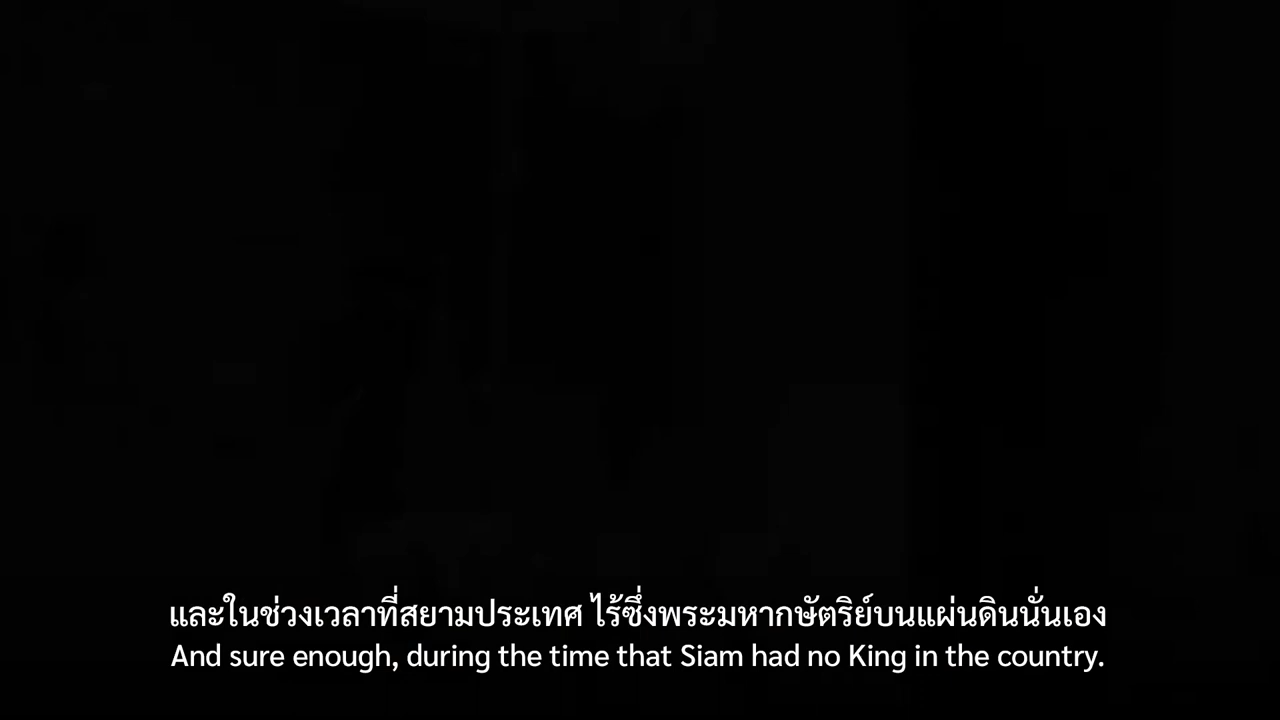 และในช่วงเวลาที่สยามประเทศ ไร้ซึ่งพระมหากษัตริย์บนแผ่นดินนั่นเอง
And sure enough, during the time that Siam had no King in the country.